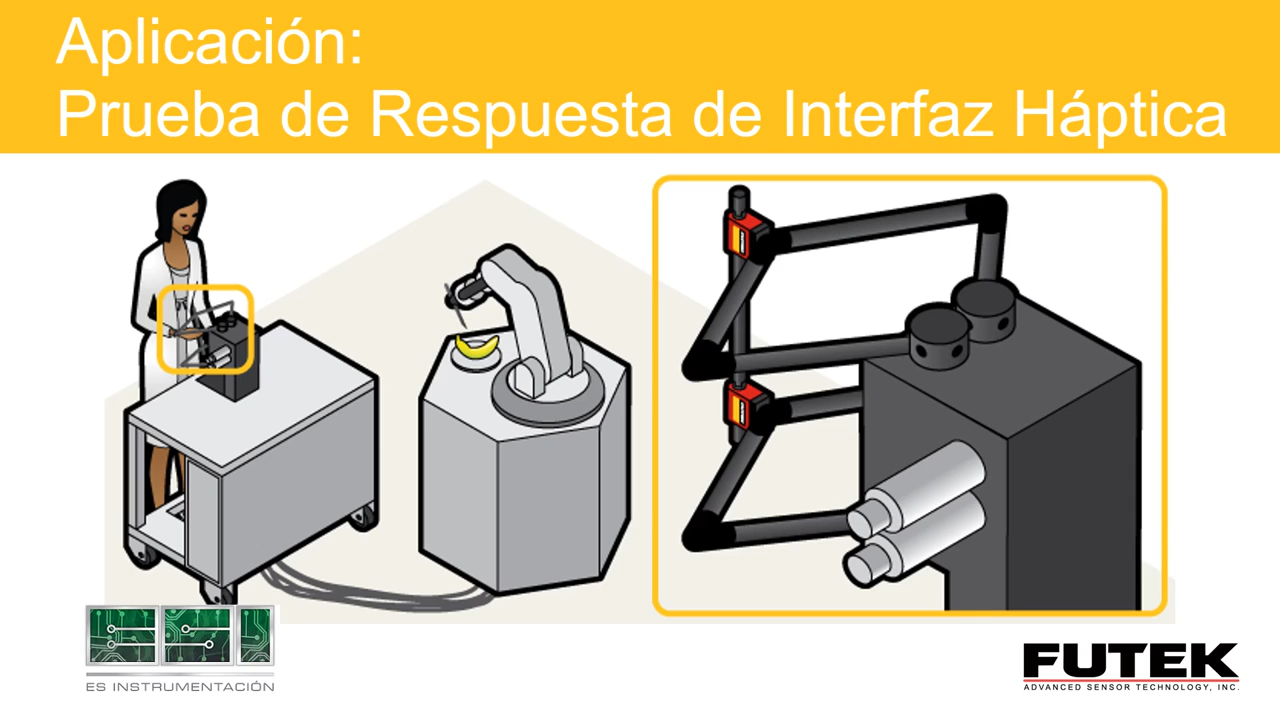 Aplicación:
Prueba de Respuesta de Interfaz Háptica
ES INSTRUMENTACIÓN
FUTEK
ADVANCED SENSOR TECHNOLOGY, INC.